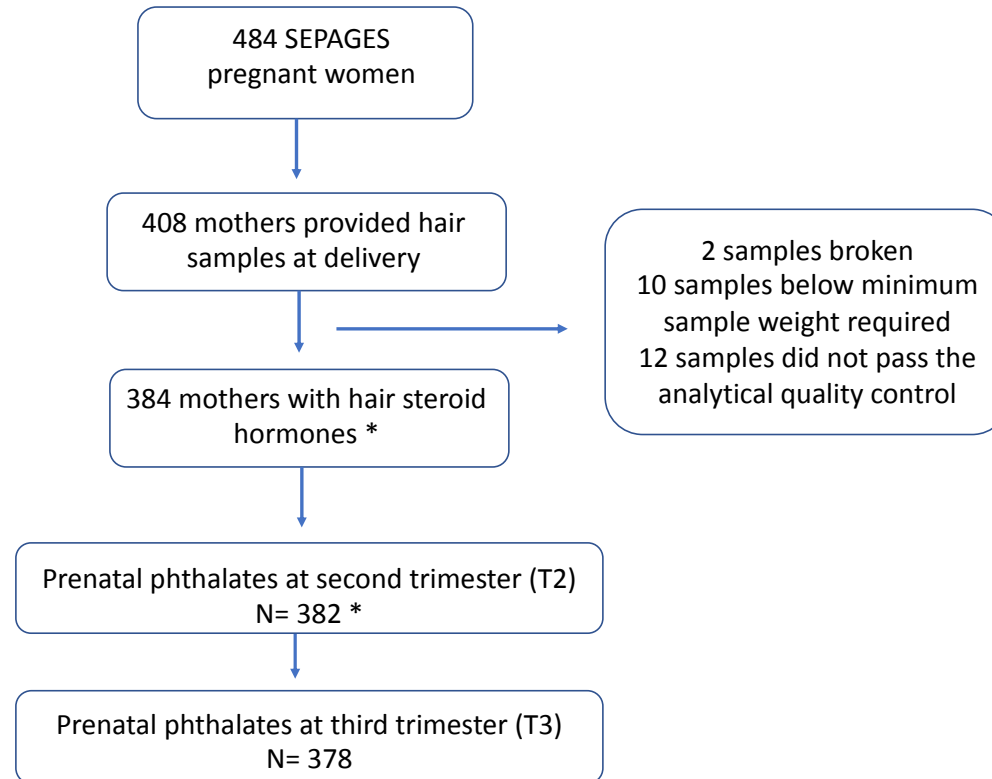 484 SEPAGES
pregnant women
408 mothers provided hair
samples at delivery
2 samples broken
10 samples below minimum
sample weight required
12 samples did not pass the
analytical quality control
384 mothers with hair steroid
hormones *
Prenatal phthalates at second trimester (T2)
N= 382 *
Prenatal phthalates at third trimester (T3)
N= 378